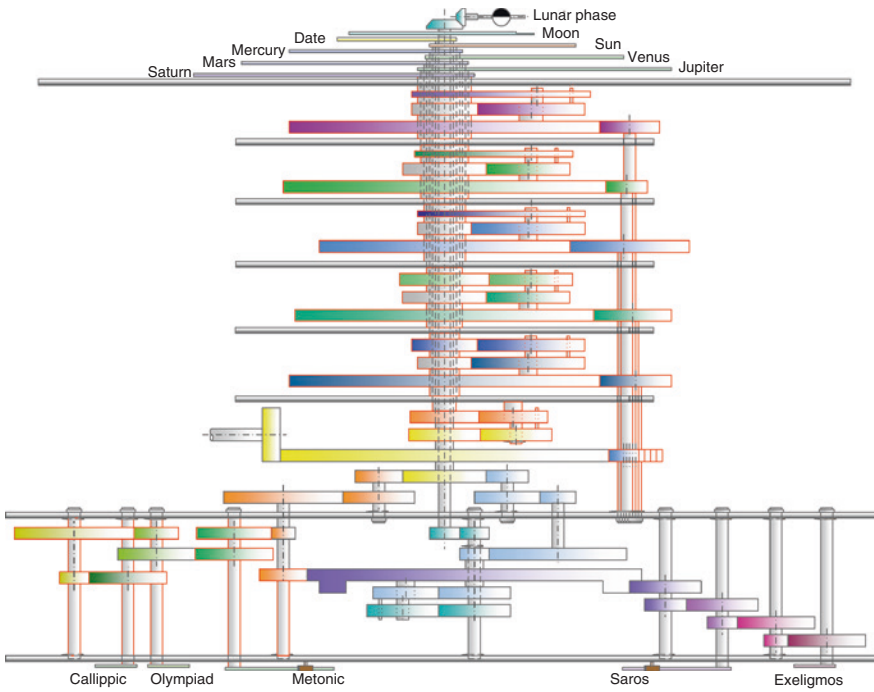 Lunar phase
Moon
Date
Sun
Mercury
Venus
Mars
Jupiter
Saturn
Callippic
Olympiad
Metonic
Saros
Exeligmos